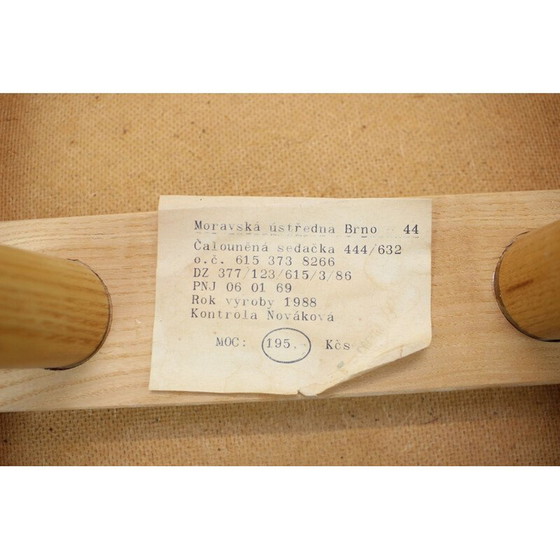 Moravská ústředna Brno 44
Čalouněná sedačka 444/632
o.č. 615 373 8266
DZ 377/123/615/3/86
PNJ 06 01 69
Rok výroby 1988
Kontrola Nováková
MOC: 195.- Kčs